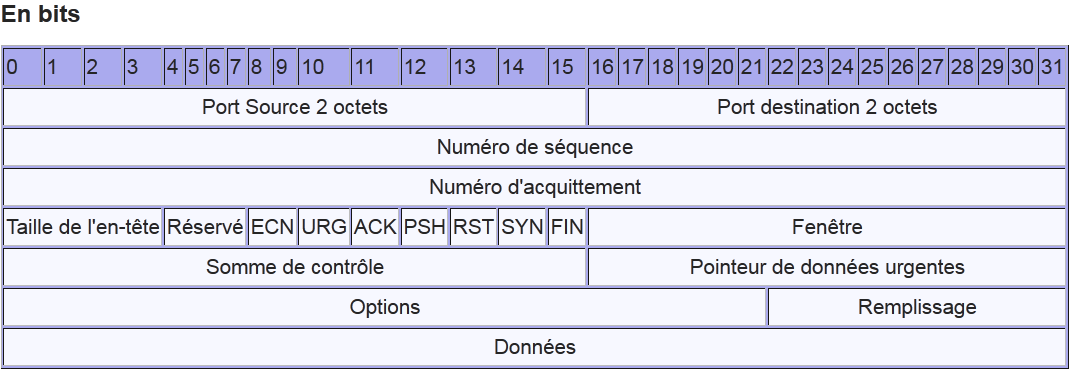 En bits
0 1 2 3 4 5 6 7 8 9 10 11 12 13 14 15 16 17 18 19 20 21 22 23 24 25 26 27 28 29 30 31
Port Source 2 octets Port destination 2 octets
Numéro de séquence
Numéro d'acquittement
Taille de l'en-tête Réservé ECN URG ACK PSH RST SYN FIN Fenêtre
Somme de contrôle Pointeur de données urgentes
Options Remplissage
Données